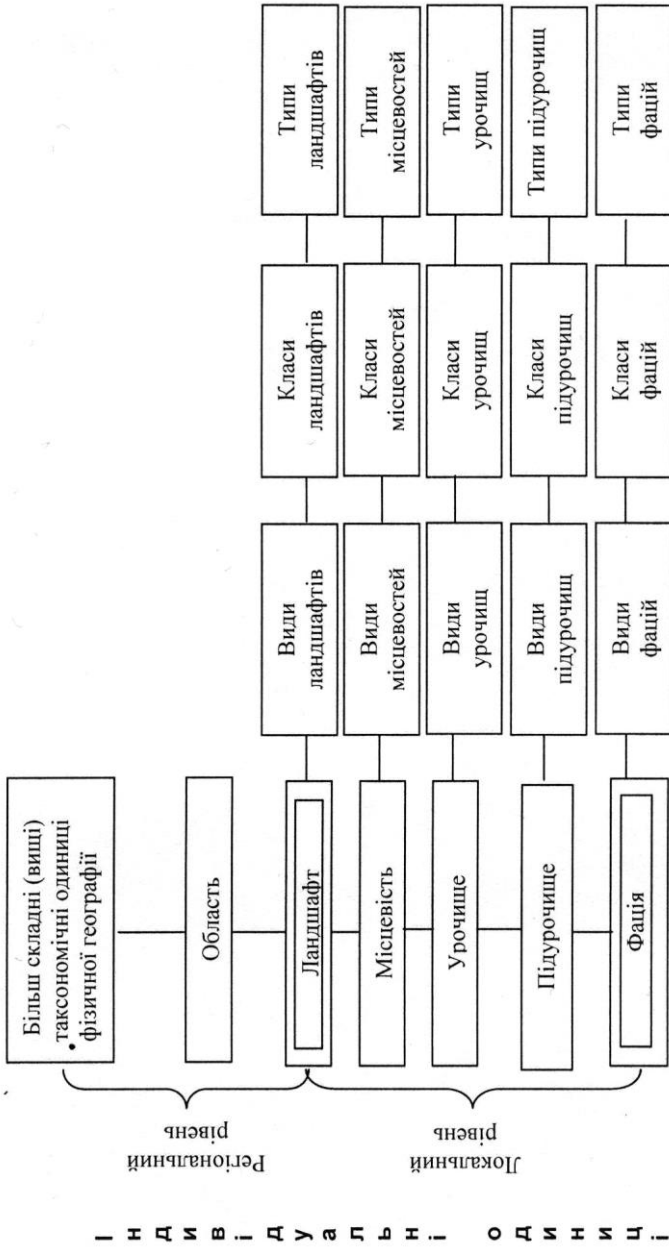 Індивідуальні одиниці
Регіональний
рівень
Локальний
рівень
Більш складні (вищі)
таксономічні одиниці
фізичної географії
Область
Ландшафт
Місцевість
Урочище
Підурочище
Фація
Види
ландшафтів
Види
місцевостей
Види
урочищ
Види
підурочищ
Види
фацій
Класи
ландшафтів
Класи
місцевостей
Класи
урочищ
Класи
підурочищ
Класи
фацій
Типи
ландшафтів
Типи
місцевостей
Типи
урочищ
Типи підурочищ
Типи
фацій